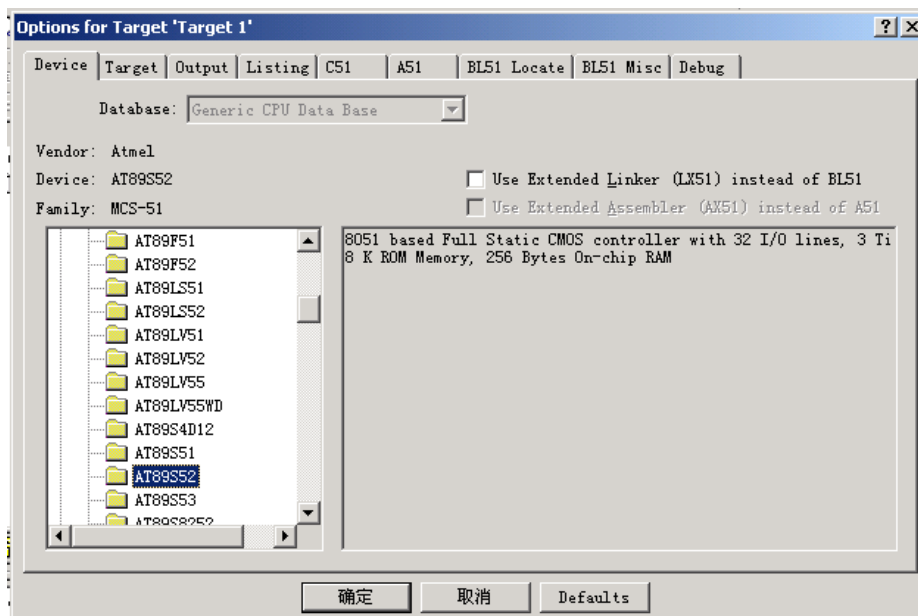 Options for Target 'Target 1'
Device Target Output Listing C51 A51 BL51 Locate BL51 Misc Debug
Database: Generic CPU Data Base
Vendor: Atmel
Device: AT89S52
Use Extended Linker (LX51) instead of BL51
Family: MCS-51
Use Extended Assembler (AX51) instead of A51
AT89F51
AT89F52
AT89LS51
AT89LS52
AT89LV51
AT89LV52
AT89LV55
AT89LV55WD
AT89S4D12
AT89S51
AT89S52
AT89S53
AT89S8252
8051 based Full Static CMOS controller with 32 I/O lines, 3 Ti
8 K ROM Memory, 256 Bytes On-chip RAM
确定 取消 Defaults